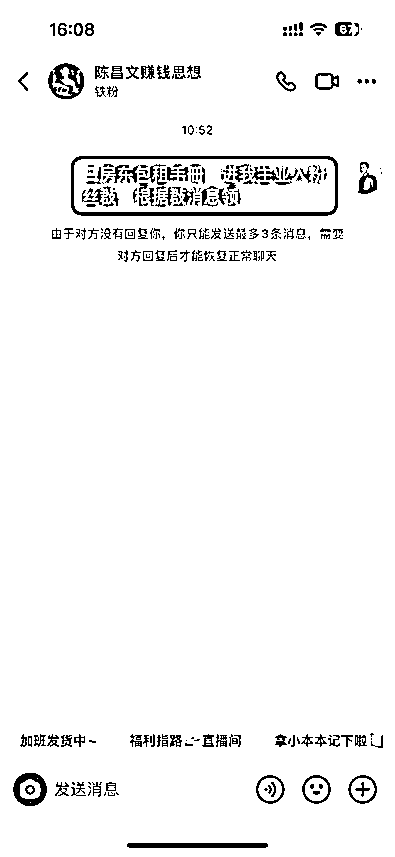 16:08
67
陈昌文赚钱思想
铁粉
10:52
房东包租手册 进我主业人粉
丝群 根据群消息领
由于对方没有回复你，你只能发送最多3条消息，需要
对方回复后才能恢复正常聊天
加班发货中~
福利指路👉直播间
拿小本本记下啦
发送消息